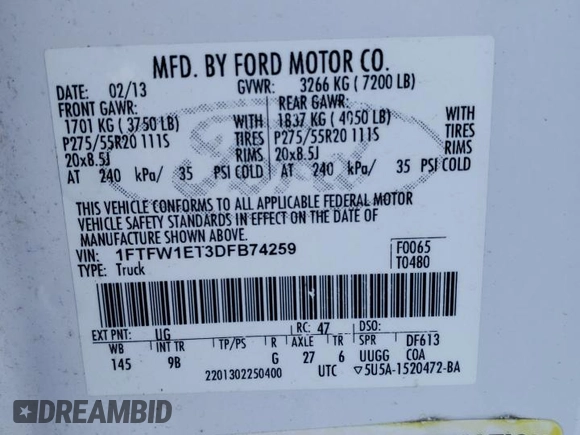 MFD. BY FORD MOTOR CO.
DATE: 02/13 GVWR: 3266 KG ( 7200 LB)
FRONT GAWR: REAR GAWR:
1701 KG ( 3750 LB) WITH 1837 KG ( 4050 LB) WITH
P275/55R20 111S TIRES P275/55R20 111S TIRES
20x8.5J RIMS 20x8.5J RIMS
AT 240 kPa/ 35 PSI COLD AT 240 kPa/ 35 PSI COLD
Ford
THIS VEHICLE CONFORMS TO ALL APPLICABLE FEDERAL MOTOR
VEHICLE SAFETY STANDARDS IN EFFECT ON THE DATE OF
MANUFACTURE SHOWN ABOVE.
VIN: 1FTFW1ET3DFB74259 F0065
TYPE: Truck T0480
EXT PNT: UG RC: 47 DSO:
WB INT TR TP/PS R AXLE TR SPR DF613
145 9B G 27 6 UUGG COA
2201302250400 UTC ▽5U5A-1520472-BA
DREAMBID